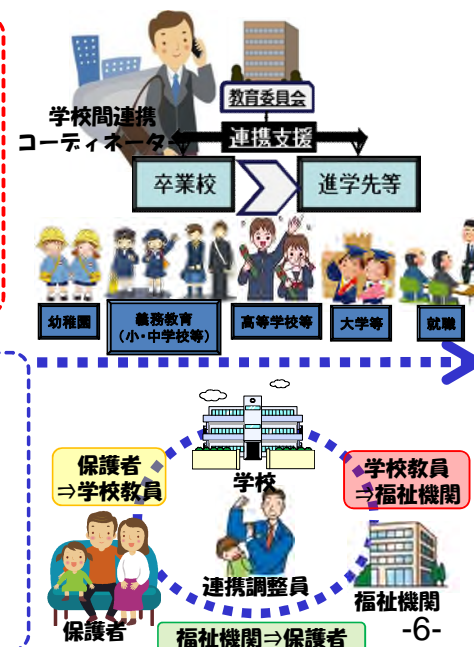 教育委員会
学校間連携
コーディネーター
連携支援
卒業校
進学先等
幼稚園
義務教育
(小・中学校等)
高等学校等
大学等
就職
保護者
⇒学校教員
学校
学校教員
⇒福祉機関
連携調整員
保護者
福祉機関
福祉機関⇒保護者
-6-